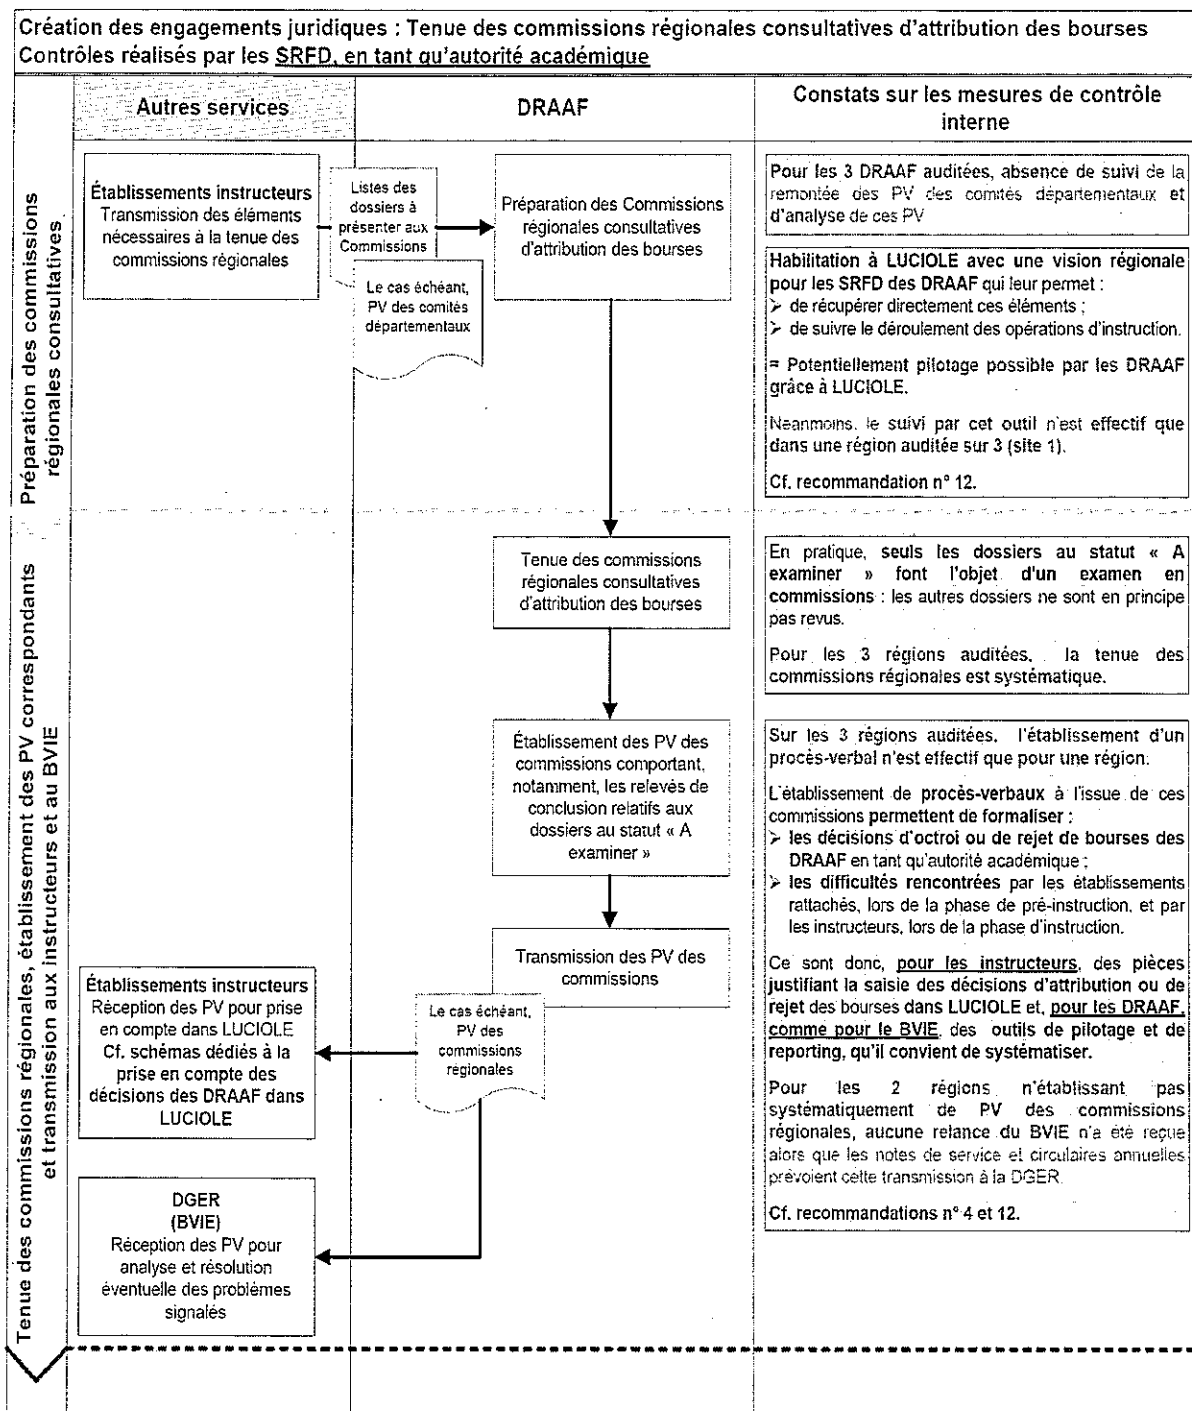 Création des engagements juridiques : Tenue des commissions régionales consultatives d'attribution des bourses
Contrôles réalisés par les SRFD, en tant qu'autorité académique
Autres services
DRAAF
Constats sur les mesures de contrôle
interne
Préparation des commissions
régionales consultatives
Établissements instructeurs
Transmission des éléments
nécessaires à la tenue des
commissions régionales
Listes des
dossiers à
présenter aux
Commissions
Le cas échéant,
PV des comités
départementaux
Préparation des Commissions
régionales consultatives
d'attribution des bourses
Pour les 3 DRAAF auditées, absence de suivi de la
remontée des PV des comités départementaux et
d'analyse de ces PV
Habilitation à LUCIOLE avec une vision régionale
pour les SRFD des DRAAF qui leur permet :
➢ de récupérer directement ces éléments ;
➢ de suivre le déroulement des opérations d'instruction.
= Potentiellement pilotage possible par les DRAAF
grâce à LUCIOLE.
Néanmoins, le suivi par cet outil n'est effectif que
dans une région auditée sur 3 (site 1).
Cf. recommandation n° 12.
Tenue des commissions régionales, établissement des PV correspondants
et transmission aux instructeurs et au BVIE
Tenue des commissions
régionales consultatives
d'attribution des bourses
En pratique, seuls les dossiers au statut « A
examiner » font l'objet d'un examen en
commissions : les autres dossiers ne sont en principe
pas revus.
Pour les 3 régions auditées, la tenue des
commissions régionales est systématique.
Établissement des PV des
commissions comportant,
notamment, les relevés de
conclusion relatifs aux
dossiers au statut « A
examiner »
Sur les 3 régions auditées, l'établissement d'un
procès-verbal n'est effectif que pour une région.
L'établissement de procès-verbaux à l'issue de ces
commissions permettent de formaliser :
➢ les décisions d'octroi ou de rejet de bourses des
DRAAF en tant qu'autorité académique ;
➢ les difficultés rencontrées par les établissements
rattachés, lors de la phase de pré-instruction, et par
les instructeurs, lors de la phase d'instruction.
Ce sont donc, pour les instructeurs, des pièces
justifiant la saisie des décisions d'attribution ou de
rejet des bourses dans LUCIOLE et, pour les DRAAF,
comme pour le BVIE, des outils de pilotage et de
reporting, qu'il convient de systématiser.
Pour les 2 régions n'établissant pas
systématiquement de PV des commissions
régionales, aucune relance du BVIE n'a été reçue
alors que les notes de service et circulaires annuelles
prévoient cette transmission à la DGER.
Cf. recommandations n° 4 et 12.
Transmission des PV des
commissions
Le cas échéant,
PV des
commissions
régionales
Établissements instructeurs
Réception des PV pour prise
en compte dans LUCIOLE
Cf. schémas dédiés à la
prise en compte des
décisions des DRAAF dans
LUCIOLE
DGER
(BVIE)
Réception des PV pour
analyse et résolution
éventuelle des problèmes
signalés